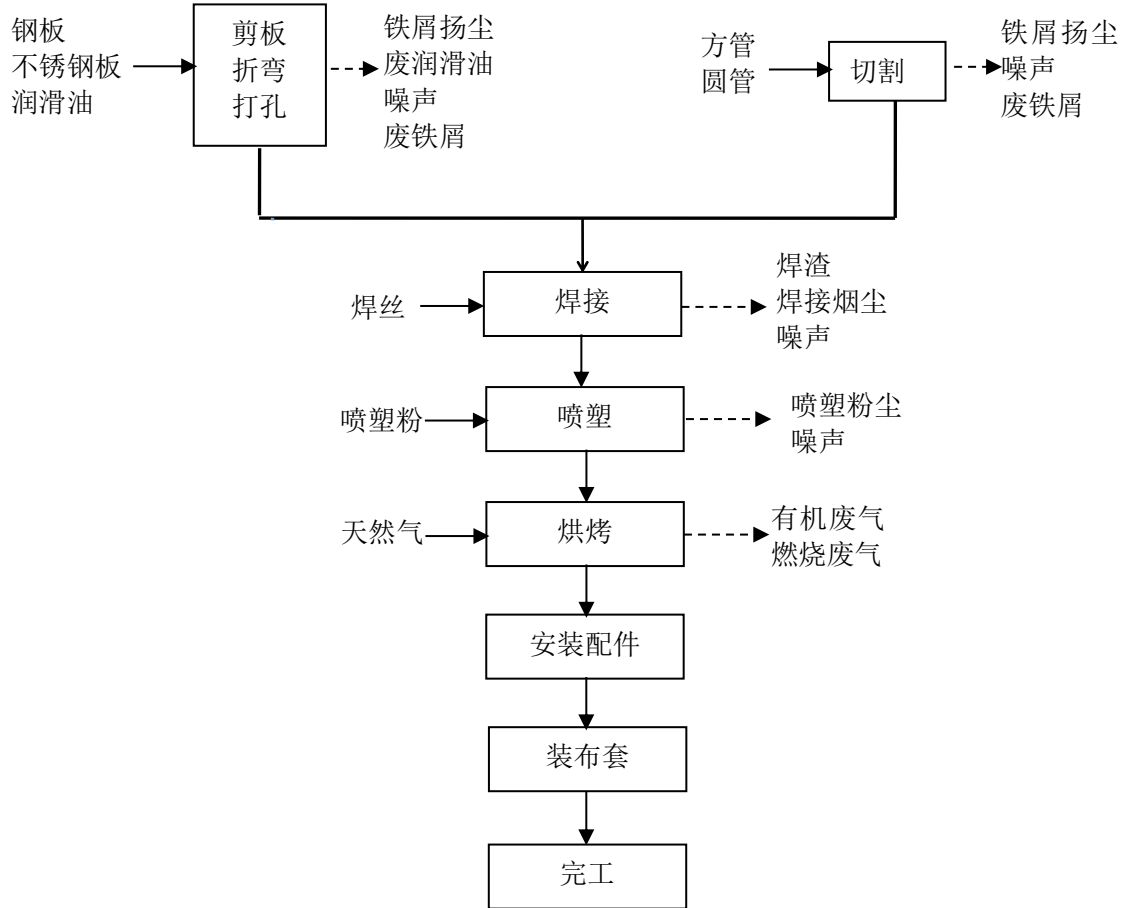 钢板
不锈钢板
润滑油
剪板
折弯
打孔
铁屑扬尘
废润滑油
噪声
废铁屑
方管
圆管
切割
铁屑扬尘
噪声
废铁屑
焊丝
焊接
焊渣
焊接烟尘
噪声
喷塑粉
喷塑
喷塑粉尘
噪声
天然气
烘烤
有机废气
燃烧废气
安装配件
装布套
完工